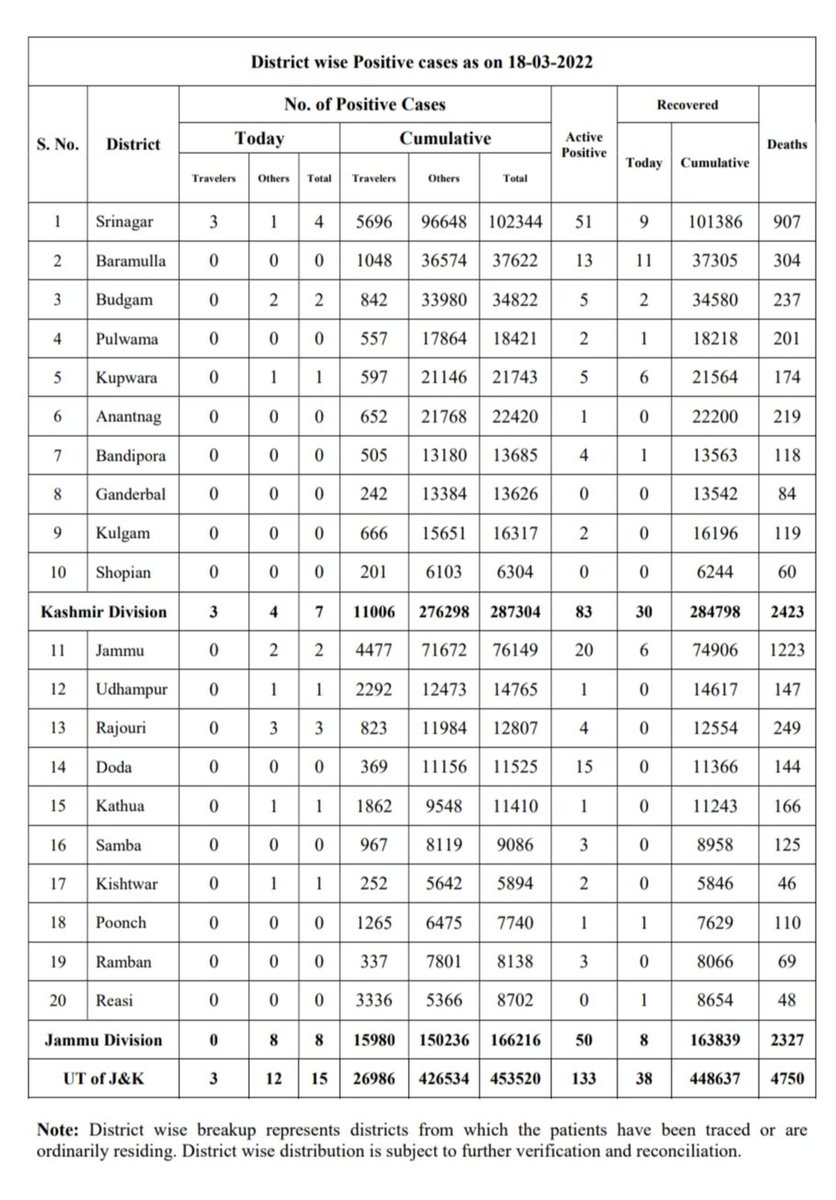 District wise Positive cases as on 18-03-2022
S. No. District No. of Positive Cases Active Positive Recovered Deaths
Today Cumulative Today Cumulative
Travelers Others Total Travelers Others Total
1 Srinagar 3 1 4 5696 96648 102344 51 9 101386 907
2 Baramulla 0 0 0 1048 36574 37622 13 11 37305 304
3 Budgam 0 2 2 842 33980 34822 5 2 34580 237
4 Pulwama 0 0 0 557 17864 18421 2 1 18218 201
5 Kupwara 0 1 1 597 21146 21743 5 6 21564 174
6 Anantnag 0 0 0 652 21768 22420 1 0 22200 219
7 Bandipora 0 0 0 505 13180 13685 4 1 13563 118
8 Ganderbal 0 0 0 242 13384 13626 0 0 13542 84
9 Kulgam 0 0 0 666 15651 16317 2 0 16196 119
10 Shopian 0 0 0 201 6103 6304 0 0 6244 60
Kashmir Division 3 4 7 11006 276298 287304 83 30 284798 2423
11 Jammu 0 2 2 4477 71672 76149 20 6 74906 1223
12 Udhampur 0 1 1 2292 12473 14765 1 0 14617 147
13 Rajouri 0 3 3 823 11984 12807 4 0 12554 249
14 Doda 0 0 0 369 11156 11525 15 0 11366 144
15 Kathua 0 1 1 1862 9548 11410 1 0 11243 166
16 Samba 0 0 0 967 8119 9086 3 0 8958 125
17 Kishtwar 0 1 1 252 5642 5894 2 0 5846 46
18 Poonch 0 0 0 1265 6475 7740 1 1 7629 110
19 Ramban 0 0 0 337 7801 8138 3 0 8066 69
20 Reasi 0 0 0 3336 5366 8702 0 1 8654 48
Jammu Division 0 8 8 15980 150236 166216 50 8 163839 2327
UT of J&K 3 12 15 26986 426534 453520 133 38 448637 4750
Note: District wise breakup represents districts from which the patients have been traced or are
ordinarily residing. District wise distribution is subject to further verification and reconciliation.